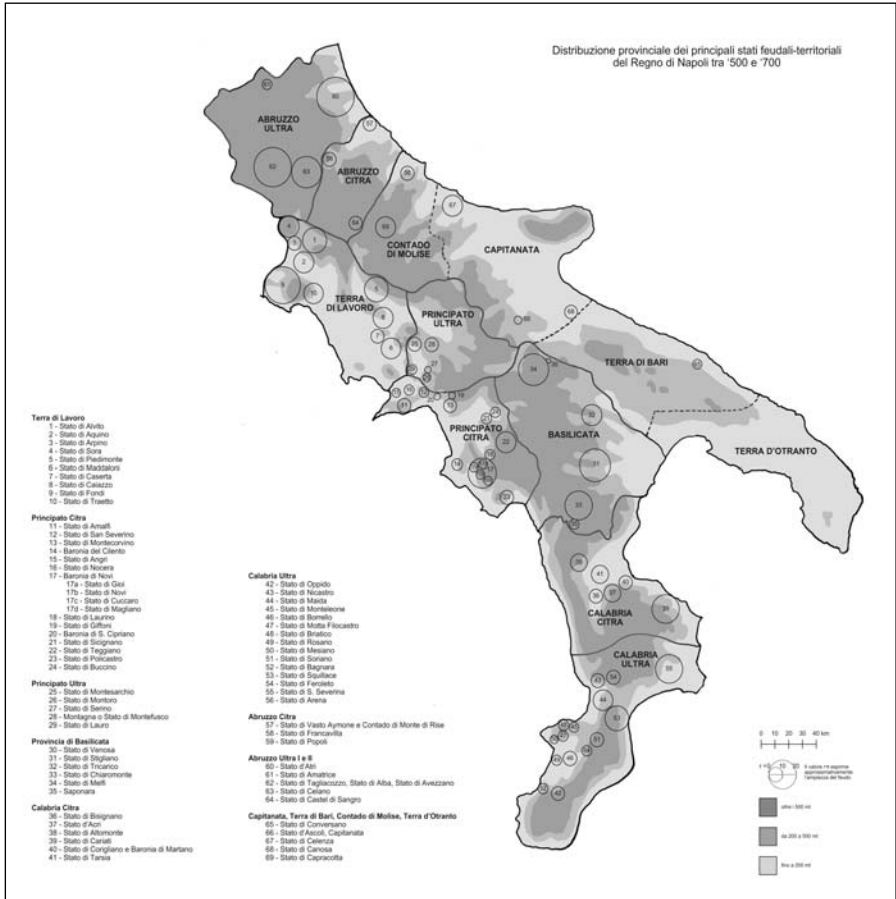 Distribuzione provinciale dei principali stati feudali-territoriali
del Regno di Napoli tra '500 e '700
ABRUZZO
ULTRA
ABRUZZO
CITRA
CONTADO
DI MOLISE
CAPITANATA
TERRA
DI LAVORO
PRINCIPATO
ULTRA
TERRA DI BARI
PRINCIPATO
CITRA
BASILICATA
TERRA D'OTRANTO
CALABRIA
CITRA
CALABRIA
ULTRA
Terra di Lavoro
1 - Stato di Alvito
2 - Stato di Aquino
3 - Stato di Arpino
4 - Stato di Sora
5 - Stato di Piedimonte
6 - Stato di Maddaloni
7 - Stato di Caserta
8 - Stato di Caiazzo
9 - Stato di Fondi
10 - Stato di Traetto
Principato Citra
11 - Stato di Amalfi
12 - Stato di San Severino
13 - Stato di Montecorvino
14 - Baronia del Cilento
15 - Stato di Angri
16 - Stato di Nocera
17 - Baronia di Novi
17a - Stato di Gioi
17b - Stato di Novi
17c - Stato di Cuccaro
17d - Stato di Magliano
18 - Stato di Laurino
19 - Stato di Giffoni
20 - Baronia di S. Cipriano
21 - Stato di Sicignano
22 - Stato di Teggiano
23 - Stato di Policastro
24 - Stato di Buccino
Principato Ultra
25 - Stato di Montesarchio
26 - Stato di Montoro
27 - Stato di Serino
28 - Montagna o Stato di Montefusco
29 - Stato di Lauro
Provincia di Basilicata
30 - Stato di Venosa
31 - Stato di Stigliano
32 - Stato di Tricarico
33 - Stato di Chiaromonte
34 - Stato di Melfi
35 - Saponara
Calabria Citra
36 - Stato di Bisignano
37 - Stato d'Acri
38 - Stato di Altomonte
39 - Stato di Cariati
40 - Stato di Corigliano e Baronia di Martano
41 - Stato di Tarsia
Calabria Ultra
42 - Stato di Oppido
43 - Stato di Nicastro
44 - Stato di Maida
45 - Stato di Monteleone
46 - Stato di Borrello
47 - Stato di Motta Filocastro
48 - Stato di Briatico
49 - Stato di Rosarno
50 - Stato di Mesiano
51 - Stato di Soriano
52 - Stato di Bagnara
53 - Stato di Squillace
54 - Stato di Feroleto
55 - Stato di S. Severina
56 - Stato di Arena
Abruzzo Citra
57 - Stato di Vasto Aymone e Contado di Monte de Rise
58 - Stato di Francavilla
59 - Stato di Popoli
Abruzzo Ultra I e II
60 - Stato d'Atri
61 - Stato di Amatrice
62 - Stato di Tagliacozzo, Stato di Alba, Stato di Avezzano
63 - Stato di Celano
64 - Stato di Castel di Sangro
Capitanata, Terra di Bari, Contado di Molise, Terra d'Otranto
65 - Stato di Conversano
66 - Stato d'Ascoli, Capitanata
67 - Stato di Celenza
68 - Stato di Canosa
69 - Stato di Capracotta
0 10 20 30 40 km
Il valore r esprime
approssimativamente
l'ampiezza del feudo
oltre i 500 mt
da 200 a 500 mt
fino a 200 mt